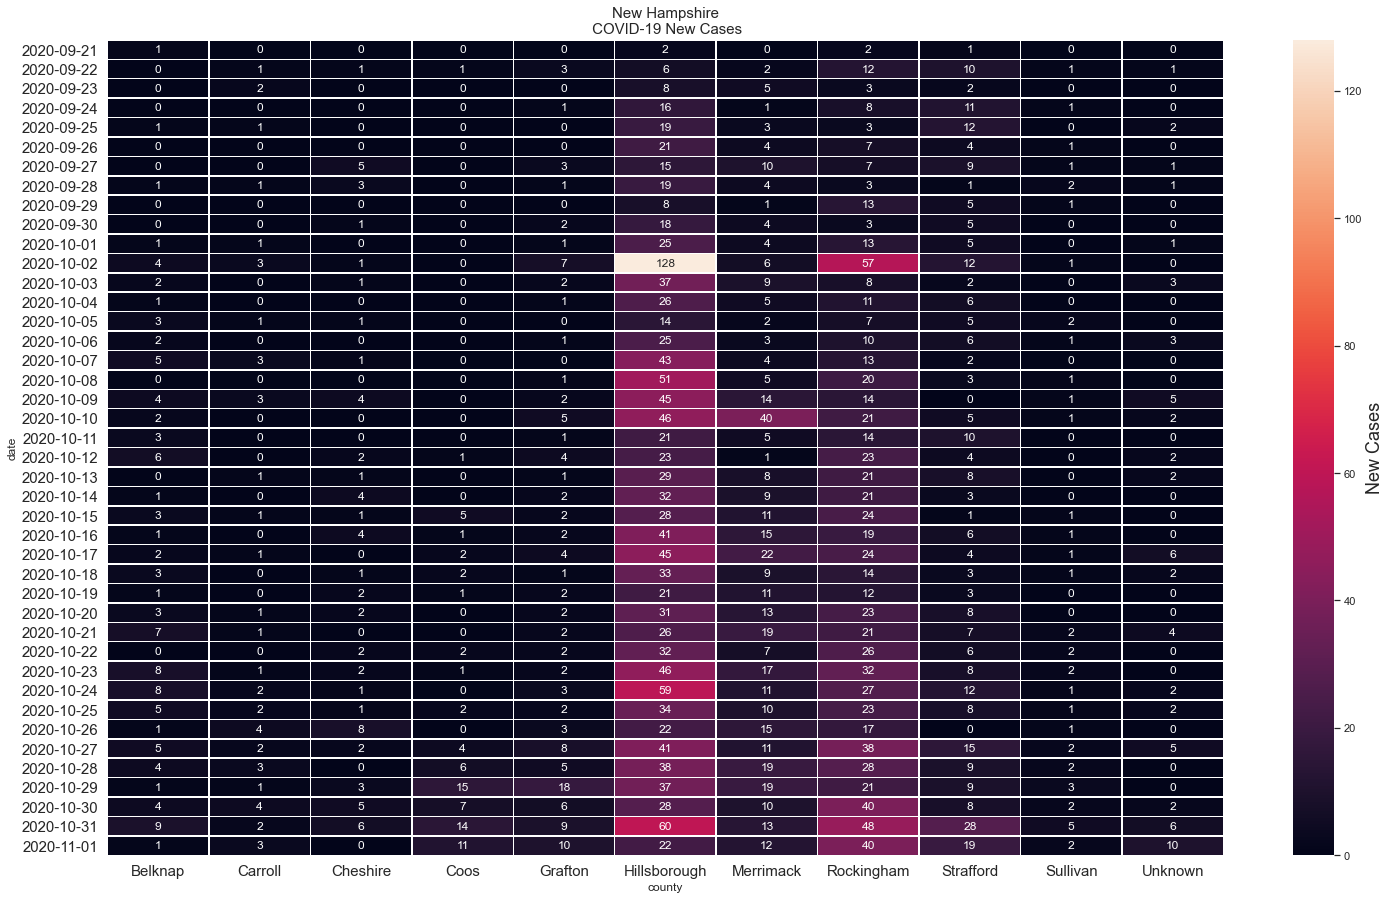 New Hampshire
COVID-19 New Cases
2020-09-21 1 0 0 0 0 2 0 2 1 0 0
2020-09-22 0 1 1 1 3 6 2 12 10 1 1
2020-09-23 0 2 0 0 0 8 5 3 2 0 0
2020-09-24 0 0 0 0 1 16 1 8 11 1 0
2020-09-25 1 1 0 0 0 19 3 3 12 0 2
2020-09-26 0 0 0 0 0 21 4 7 4 1 0
2020-09-27 0 0 5 0 3 15 10 7 9 1 1
2020-09-28 1 1 3 0 1 19 4 3 1 2 1
2020-09-29 0 0 0 0 0 8 1 13 5 1 0
2020-09-30 0 0 1 0 2 18 4 3 5 0 0
2020-10-01 1 1 0 0 1 25 4 13 5 0 1
2020-10-02 4 3 1 0 7 128 6 57 12 1 0
2020-10-03 2 0 1 0 2 37 9 8 2 0 3
2020-10-04 1 0 0 0 1 26 5 11 6 0 0
2020-10-05 3 1 1 0 0 14 2 7 5 2 0
2020-10-06 2 0 0 0 1 25 3 10 6 1 3
2020-10-07 5 3 1 0 0 43 4 13 2 0 0
2020-10-08 0 0 0 0 1 51 5 20 3 1 0
2020-10-09 4 3 4 0 2 45 14 14 0 1 5
2020-10-10 2 0 0 0 5 46 40 21 5 1 2
2020-10-11 3 0 0 0 1 21 5 14 10 0 0
2020-10-12 6 0 2 1 4 23 1 23 4 0 2
2020-10-13 0 1 1 0 1 29 8 21 8 0 2
2020-10-14 1 0 4 0 2 32 9 21 3 0 0
2020-10-15 3 1 1 5 2 28 11 24 1 1 0
2020-10-16 1 0 4 1 2 41 15 19 6 1 0
2020-10-17 2 1 0 2 4 45 22 24 4 1 6
2020-10-18 3 0 1 2 1 33 9 14 3 1 2
2020-10-19 1 0 2 1 2 21 11 12 3 0 0
2020-10-20 3 1 2 0 2 31 13 23 8 0 0
2020-10-21 7 1 0 0 2 26 19 21 7 2 4
2020-10-22 0 0 2 2 2 32 7 26 6 2 0
2020-10-23 8 1 2 1 2 46 17 32 8 2 0
2020-10-24 8 2 1 0 3 59 11 27 12 1 2
2020-10-25 5 2 1 2 2 34 10 23 8 1 2
2020-10-26 1 4 8 0 3 22 15 17 0 1 0
2020-10-27 5 2 2 4 8 41 11 38 15 2 5
2020-10-28 4 3 0 6 5 38 19 28 9 2 0
2020-10-29 1 1 3 15 18 37 19 21 9 3 0
2020-10-30 4 4 5 7 6 28 10 40 8 2 2
2020-10-31 9 2 6 14 9 60 13 48 28 5 6
2020-11-01 1 3 0 11 10 22 12 40 19 2 10
Belknap Carroll Cheshire Coos Grafton Hillsborough Merrimack Rockingham Strafford Sullivan Unknown
county
date
120
100
80
60
40
20
0
New Cases